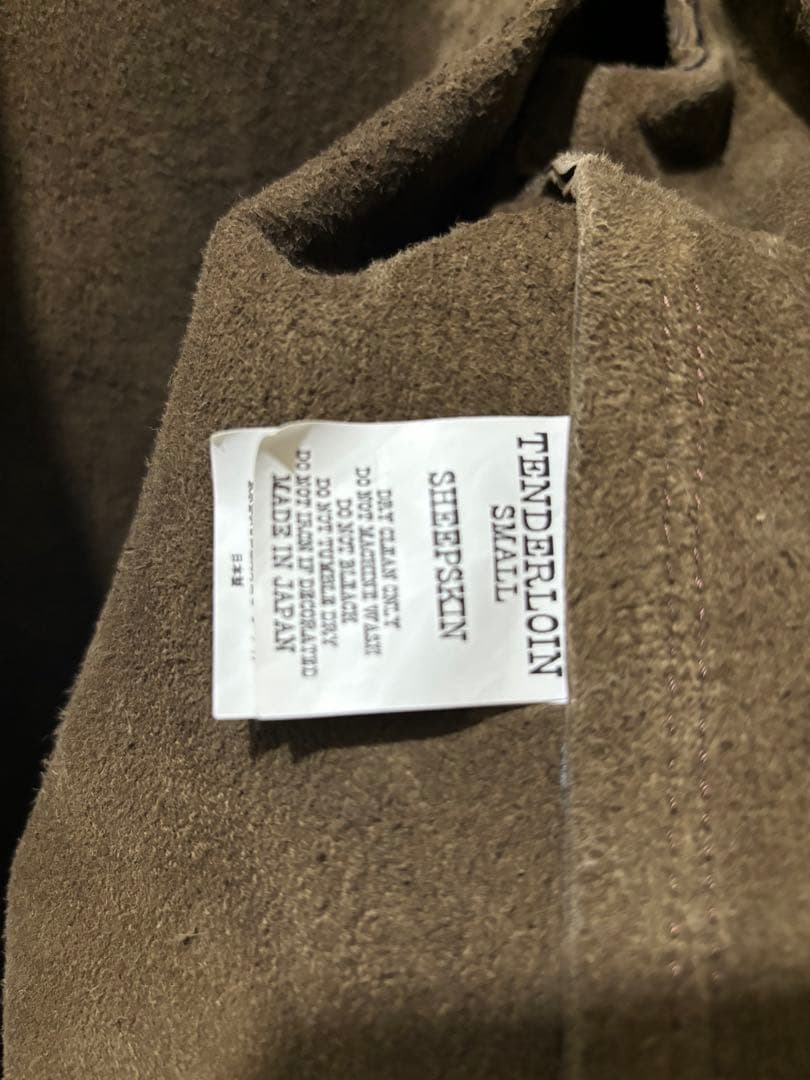 TENDERLOIN
SMALL
SHEEPSKIN
DRY CLEAN ONLY
DO NOT MACHINE WASH
DO NOT BLEACH
DO NOT TUMBLE DRY
DO NOT IRON IF DECORATED
MADE IN JAPAN
日本製